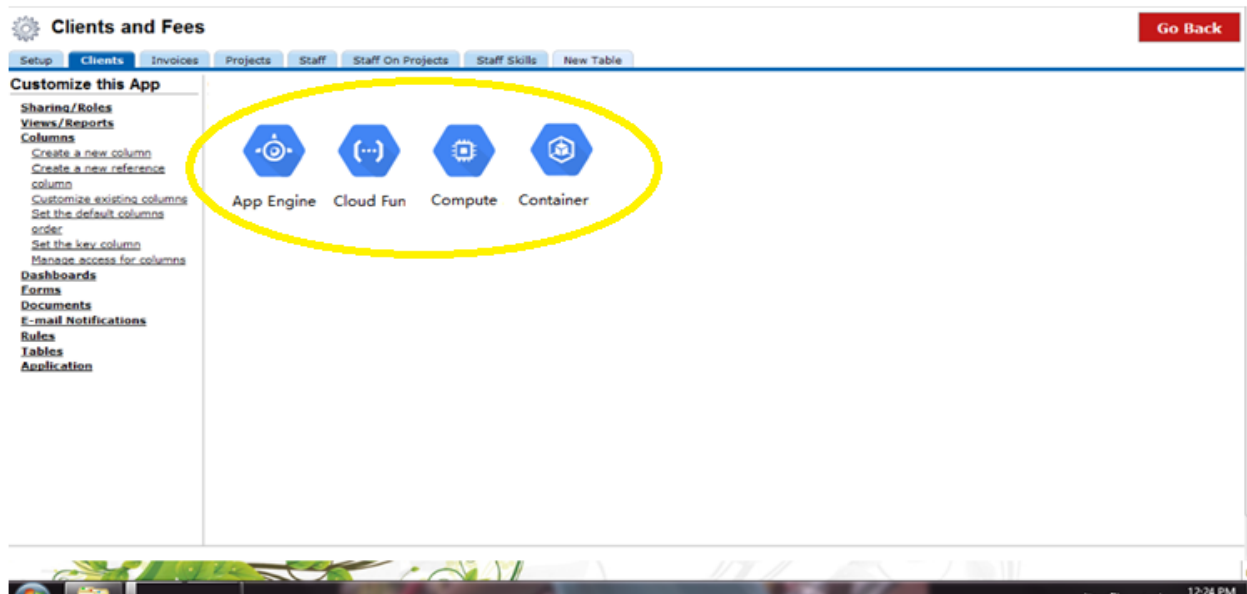 Clients and Fees
Go Back
Setup Clients Invoices Projects Staff Staff On Projects Staff Skills New Table
Customize this App
Sharing/Roles
Views/Reports
Columns
Create a new column
Create a new reference
column
Customize existing columns
Set the default columns
order
Set the key column
Manage access for columns
Dashboards
Forms
Documents
E-mail Notifications
Rules
Tables
Application
App Engine Cloud Fun Compute Container
12:24 PM